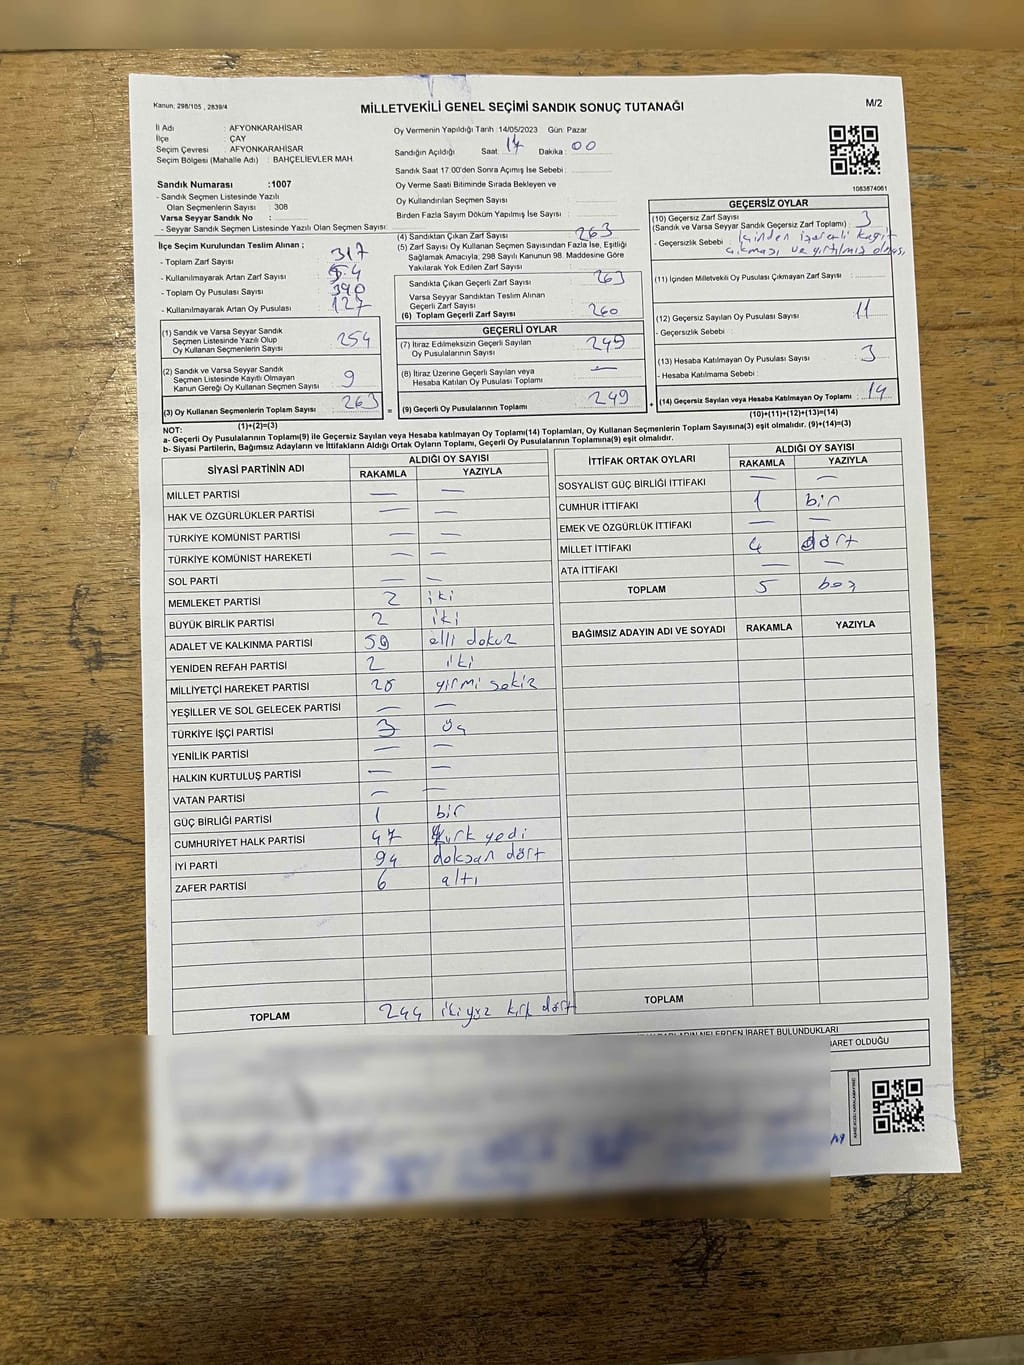 Kanun; 298/105 , 2839/4
MİLLETVEKİLİ GENEL SEÇİMİ SANDIK SONUÇ TUTANAĞI
M/2
İl Adı : AFYONKARAHİSAR
İlçe : ÇAY
Seçim Çevresi : AFYONKARAHİSAR
Seçim Bölgesi (Mahalle Adı) : BAHÇELİEVLER MAH.
Sandık Numarası :1007
- Sandık Seçmen Listesinde Yazılı
Olan Seçmenlerin Sayısı : 308
Varsa Seyyar Sandık No :
- Seyyar Sandık Seçmen Listesinde Yazılı Olan Seçmen Sayısı:
İlçe Seçim Kurulundan Teslim Alınan ;
- Toplam Zarf Sayısı : 317
- Kullanılmayarak Artan Zarf Sayısı : 54
- Toplam Oy Pusulası Sayısı : 390
- Kullanılmayarak Artan Oy Pusulası : 127
(1) Sandık ve Varsa Seyyar Sandık
Seçmen Listesinde Yazılı Olup
Oy Kullanan Seçmenlerin Sayısı : 254
(2) Sandık ve Varsa Seyyar Sandık
Seçmen Listesinde Kayıtlı Olmayan
Kanun Gereği Oy Kullanan Seçmen Sayısı : 9
(3) Oy Kullanan Seçmenlerin Toplam Sayısı : 263
Oy Vermenin Yapıldığı Tarih 14/05/2023 Gün: Pazar
Sandığın Açıldığı Saat: 17 Dakika : 00
Sandık Saat 17.00'den Sonra Açımış İse Sebebi :
Oy Verme Saati Bitiminde Sırada Bekleyen ve
Oy Kullandırılan Seçmen Sayısı :
Birden Fazla Sayım Döküm Yapılmış İse Sayısı :
(4) Sandıktan Çıkan Zarf Sayısı : 263
(5) Zarf Sayısı Oy Kullanan Seçmen Sayısından Fazla İse, Eşitliği
Sağlamak Amacıyla, 298 Sayılı Kanunun 98. Maddesine Göre
Yakılarak Yok Edilen Zarf Sayısı :
Sandıkta Çıkan Geçerli Zarf Sayısı : 263
Varsa Seyyar Sandıktan Teslim Alınan
Geçerli Zarf Sayısı :
(6) Toplam Geçerli Zarf Sayısı : 260
GEÇERLİ OYLAR
(7) İtiraz Edilmeksizin Geçerli Sayılan
Oy Pusulalarının Sayısı : 249
(8) İtiraz Üzerine Geçerli Sayılan veya
Hesaba Katılan Oy Pusulası Toplamı : —
(9) Geçerli Oy Pusulalarının Toplamı : 249
1083874061
GEÇERSİZ OYLAR
(10) Geçersiz Zarf Sayısı : 3
(Sandık ve Varsa Seyyar Sandık Geçersiz Zarf Toplamı)
- Geçersizlik Sebebi : içinden
çıkması ve yırtılmış olması
(11) İçinden Milletvekili Oy Pusulası Çıkmayan Zarf Sayısı :
(12) Geçersiz Sayılan Oy Pusulası Sayısı : 11
- Geçersizlik Sebebi :
(13) Hesaba Katılmayan Oy Pusulası Sayısı : 3
- Hesaba Katılmama Sebebi :
(14) Geçersiz Sayılan veya Hesaba Katılmayan Oy Toplamı : 14
NOT: (1)+(2)=(3)
(10)+(11)+(12)+(13)=(14)
a- Geçerli Oy Pusulalarının Toplamı(9) ile Geçersiz Sayılan veya Hesaba katılmayan Oy Toplamı(14) Toplamları, Oy Kullanan Seçmenlerin Toplam Sayısına(3) eşit olmalıdır. (9)+(14)=(3)
b- Siyasi Partilerin, Bağımsız Adayların ve İttifakların Aldığı Ortak Oyların Toplamı, Geçerli Oy Pusulalarının Toplamına(9) eşit olmalıdır.
SİYASİ PARTİNİN ADI
ALDIĞI OY SAYISI
RAKAMLA YAZIYLA
MİLLET PARTİSİ — —
HAK VE ÖZGÜRLÜKLER PARTİSİ — —
TÜRKİYE KOMÜNİST PARTİSİ — —
TÜRKİYE KOMÜNİST HAREKETİ — —
SOL PARTİ — —
MEMLEKET PARTİSİ 2 iki
BÜYÜK BİRLİK PARTİSİ 2 iki
ADALET VE KALKINMA PARTİSİ 59 elli dokuz
YENİDEN REFAH PARTİSİ 2 iki
MİLLİYETÇİ HAREKET PARTİSİ 28 yirmi sekiz
YEŞİLLER VE SOL GELECEK PARTİSİ — —
TÜRKİYE İŞÇİ PARTİSİ 3 üç
YENİLİK PARTİSİ — —
HALKIN KURTULUŞ PARTİSİ — —
VATAN PARTİSİ — —
GÜÇ BİRLİĞİ PARTİSİ 1 bir
CUMHURİYET HALK PARTİSİ 47 kırk yedi
İYİ PARTİ 94 doksan dört
ZAFER PARTİSİ 6 altı
TOPLAM 244 ikiyüz kırk dört
İTTİFAK ORTAK OYLARI
ALDIĞI OY SAYISI
RAKAMLA YAZIYLA
SOSYALİST GÜÇ BİRLİĞİ İTTİFAKI — —
CUMHUR İTTİFAKI 1 bir
EMEK VE ÖZGÜRLÜK İTTİFAKI — —
MİLLET İTTİFAKI 4 dört
ATA İTTİFAKI — —
TOPLAM 5 beş
BAĞIMSIZ ADAYIN ADI VE SOYADI RAKAMLA YAZIYLA
TOPLAM
NELERDEN İBARET BULUNDUKLARI
İBARET OLDUĞU